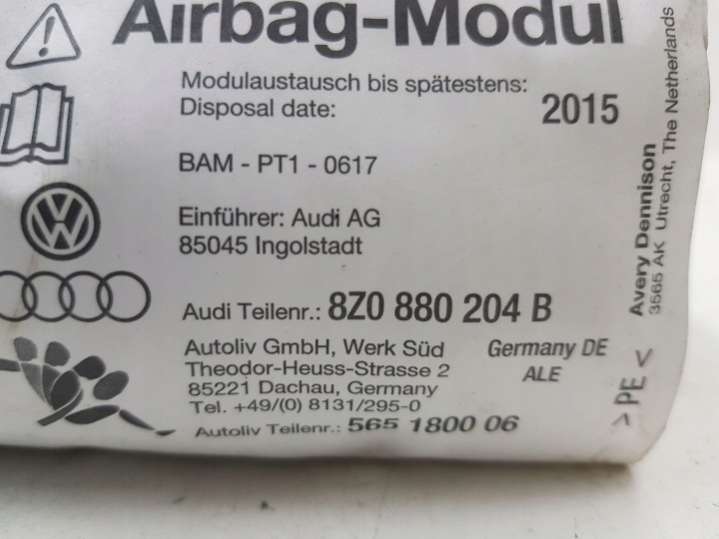 Airbag-Modul
Modulaustausch bis spätestens:
Disposal date:
2015
BAM - PT1 - 0617
Einführer: Audi AG
85045 Ingolstadt
Audi Teilenr.: 8Z0 880 204 B
Autoliv GmbH, Werk Süd
Theodor-Heuss-Strasse 2
85221 Dachau, Germany
Tel. +49/(0) 8131/295-0
Autoliv Teilenr.: 565 1800 06
Germany DE
ALE
> PE <
Avery Dennison
3565 AK Utrecht, The Netherlands